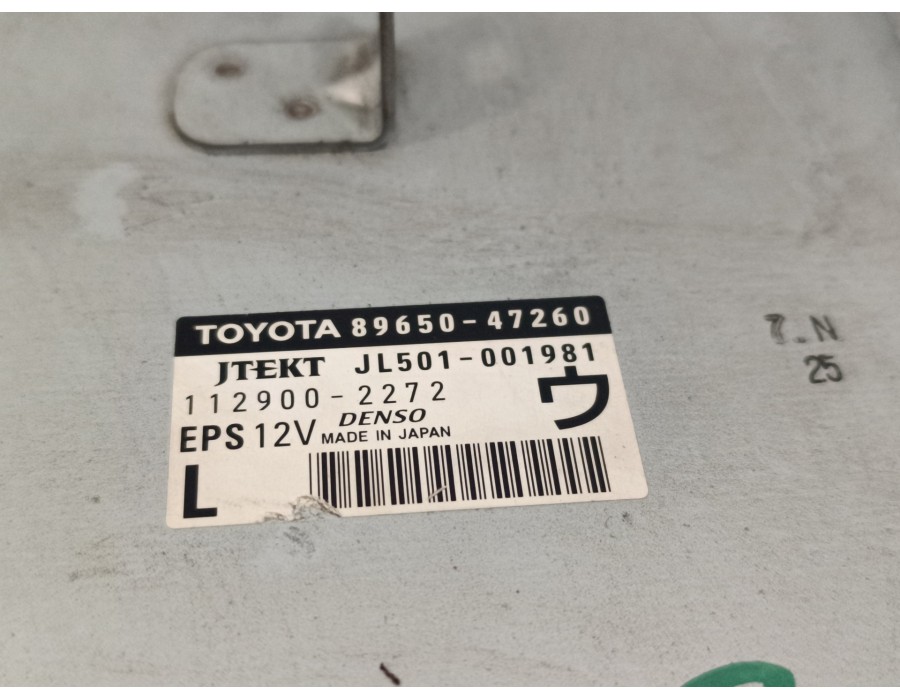 TOYOTA 89650-47260
JTEKT JL501-001981
112900-2272
ウ
DENSO
EPS 12V MADE IN JAPAN
L
N
25